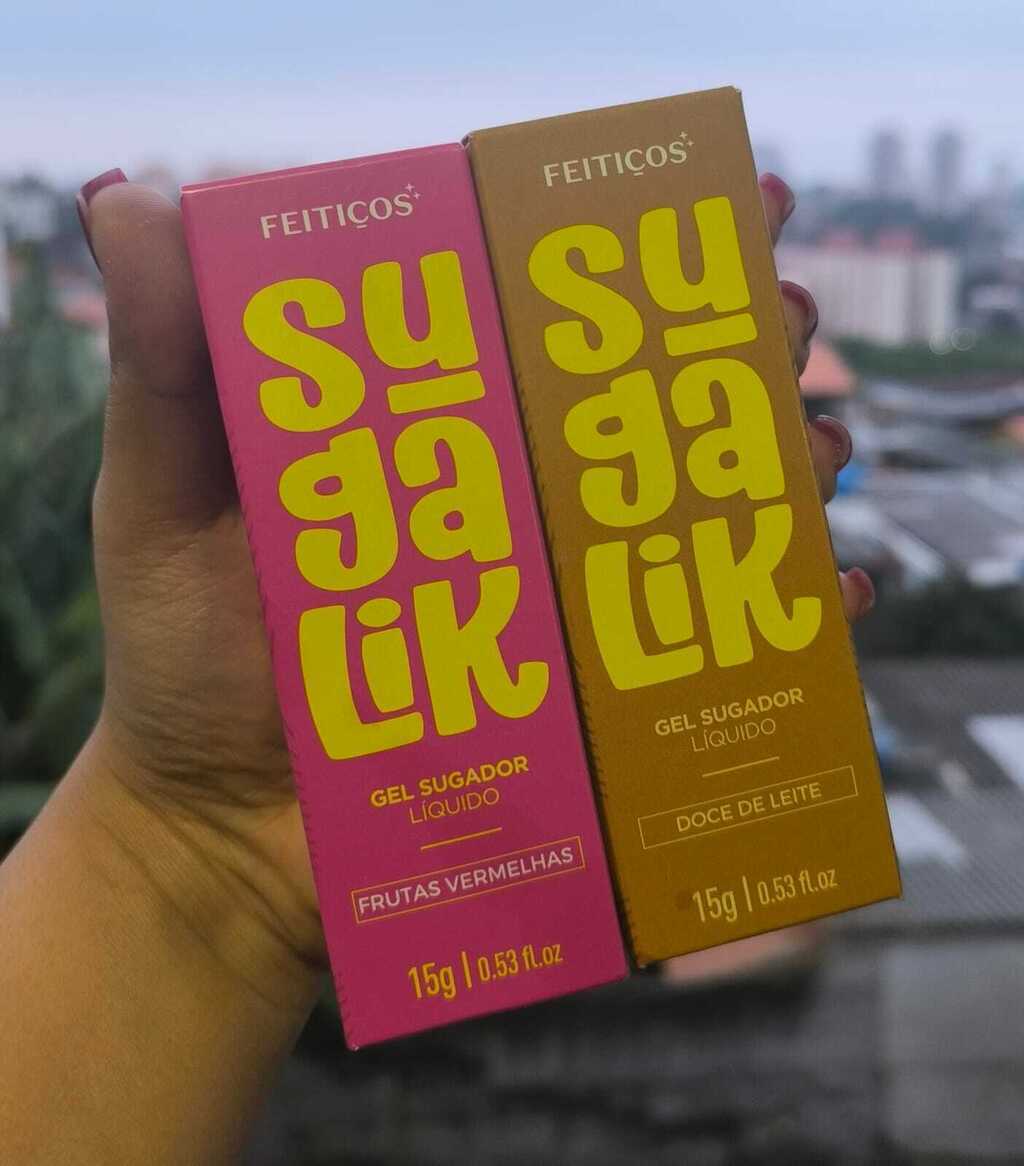 FEITIÇOS
su
ga
Lik
GEL SUGADOR
LÍQUIDO
FRUTAS VERMELHAS
15g | 0.53 fl.oz
FEITIÇOS
su
ga
Lik
GEL SUGADOR
LÍQUIDO
DOCE DE LEITE
15g | 0.53 fl.oz